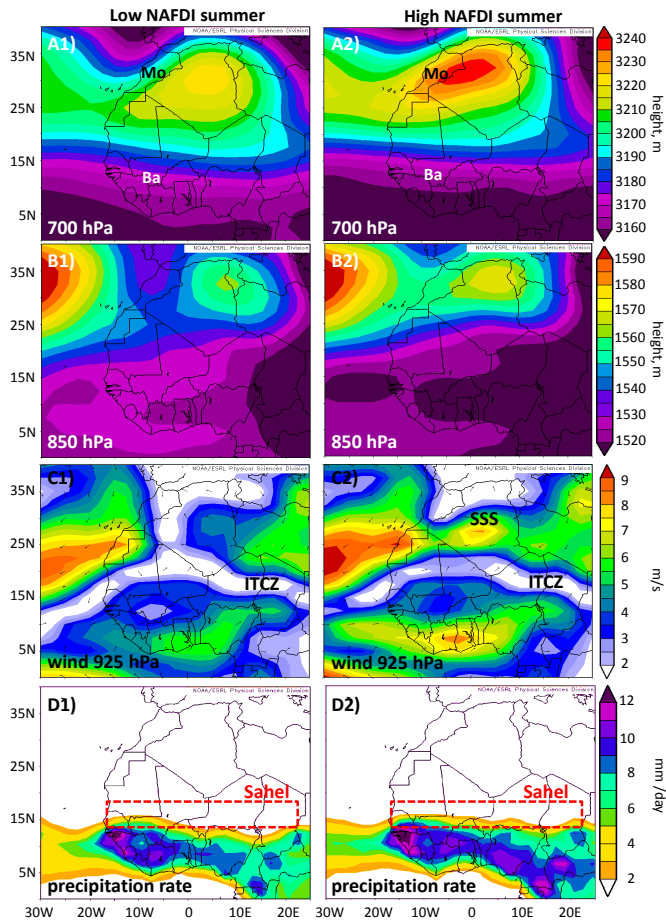 Low NAFDI summer
High NAFDI summer
NOAA/ESRL Physical Sciences Division
NOAA/ESRL Physical Sciences Division
A1)
A2)
35N
25N
15N
5N
Mo
Mo
Ba
Ba
700 hPa
700 hPa
3240
3230
3220
3210
3200
3190
3180
3170
3160
height, m
NOAA/ESRL Physical Sciences Division
NOAA/ESRL Physical Sciences Division
B1)
B2)
35N
25N
15N
5N
850 hPa
850 hPa
1590
1580
1570
1560
1550
1540
1530
1520
height, m
NOAA/ESRL Physical Sciences Division
NOAA/ESRL Physical Sciences Division
C1)
C2)
35N
25N
15N
5N
SSS
ITCZ
ITCZ
wind 925 hPa
wind 925 hPa
9
8
7
6
5
4
3
2
m/s
NOAA/ESRL Physical Sciences Division
NOAA/ESRL Physical Sciences Division
D1)
D2)
35N
25N
15N
5N
Sahel
Sahel
precipitation rate
precipitation rate
12
10
8
6
4
2
mm /day
30W
20W
10W
0
10E
20E
30W
20W
10W
0
10E
20E